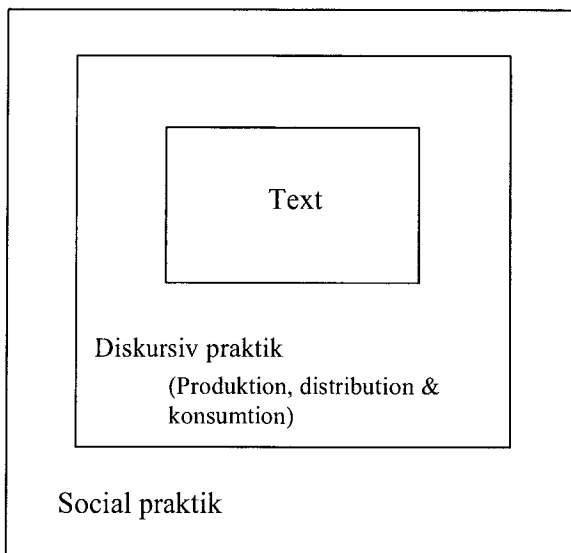 Text
Diskursiv praktik
(Produktion, distribution &
konsumtion)
Social praktik